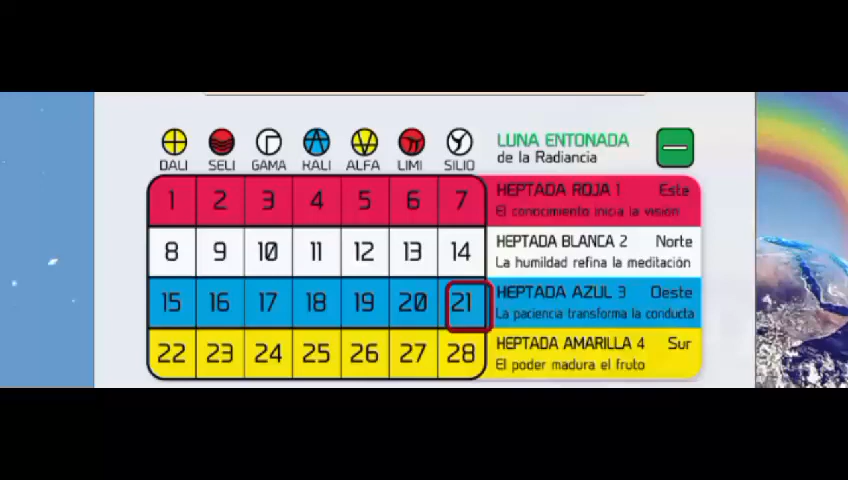 LUNA ENTONADA
de la Radiancia
DALI SELI GAMA KALI ALFA LIMI SILIO
1 2 3 4 5 6 7 HEPTADA ROJA 1 Este
El conocimiento inicia la visión
8 9 10 11 12 13 14 HEPTADA BLANCA 2 Norte
La humildad refina la meditación
15 16 17 18 19 20 21 HEPTADA AZUL 3 Oeste
La paciencia transforma la conducta
22 23 24 25 26 27 28 HEPTADA AMARILLA 4 Sur
El poder madura el fruto